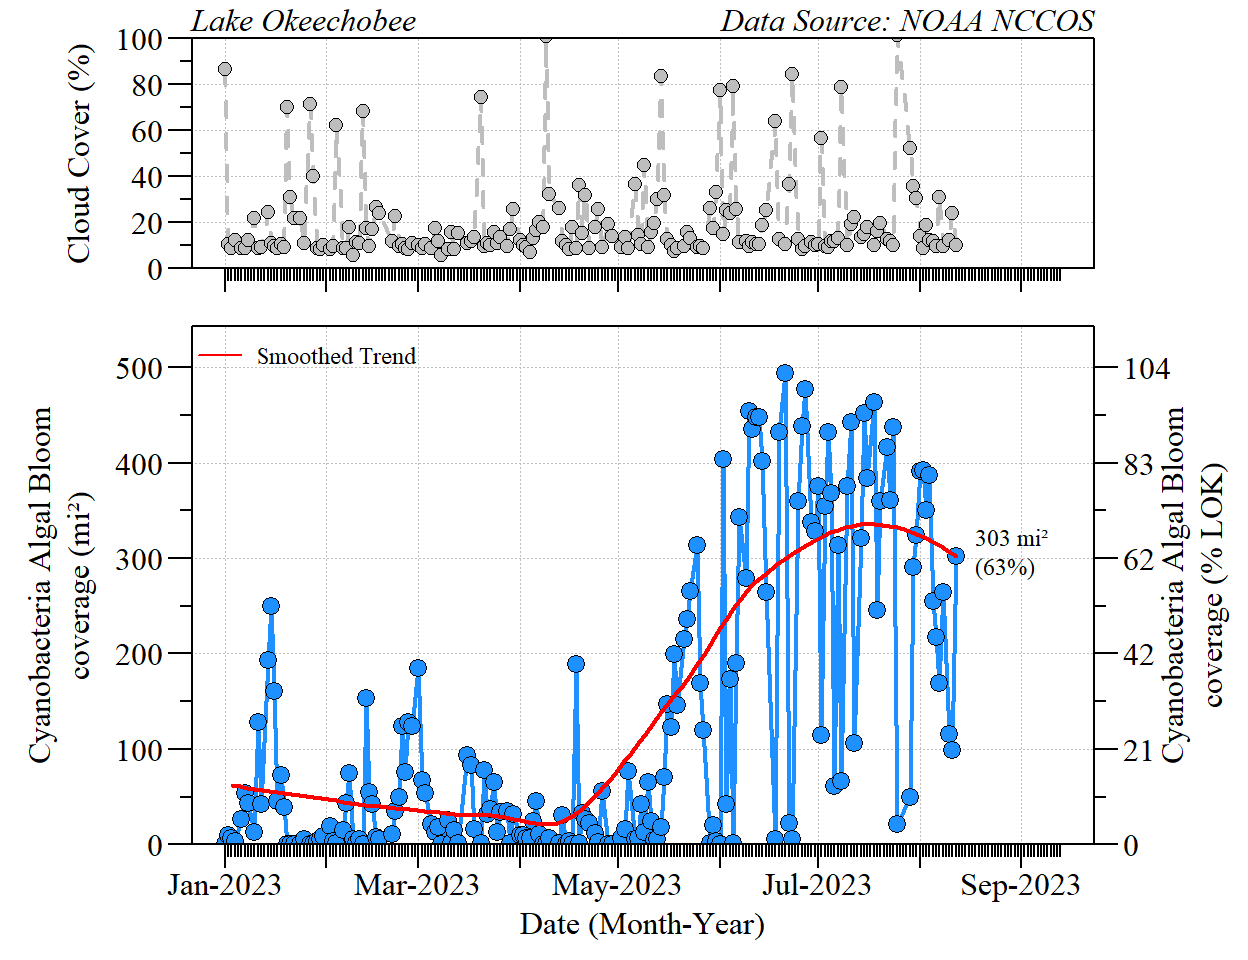 Lake Okeechobee
Data Source: NOAA NCCOS
Cloud Cover (%)
100
80
60
40
20
0
Smoothed Trend
Cyanobacteria Algal Bloom
coverage (mi²)
500
400
300
200
100
0
104
83
62
42
21
0
Cyanobacteria Algal Bloom
coverage (% LOK)
303 mi²
(63%)
Jan-2023
Mar-2023
May-2023
Jul-2023
Sep-2023
Date (Month-Year)